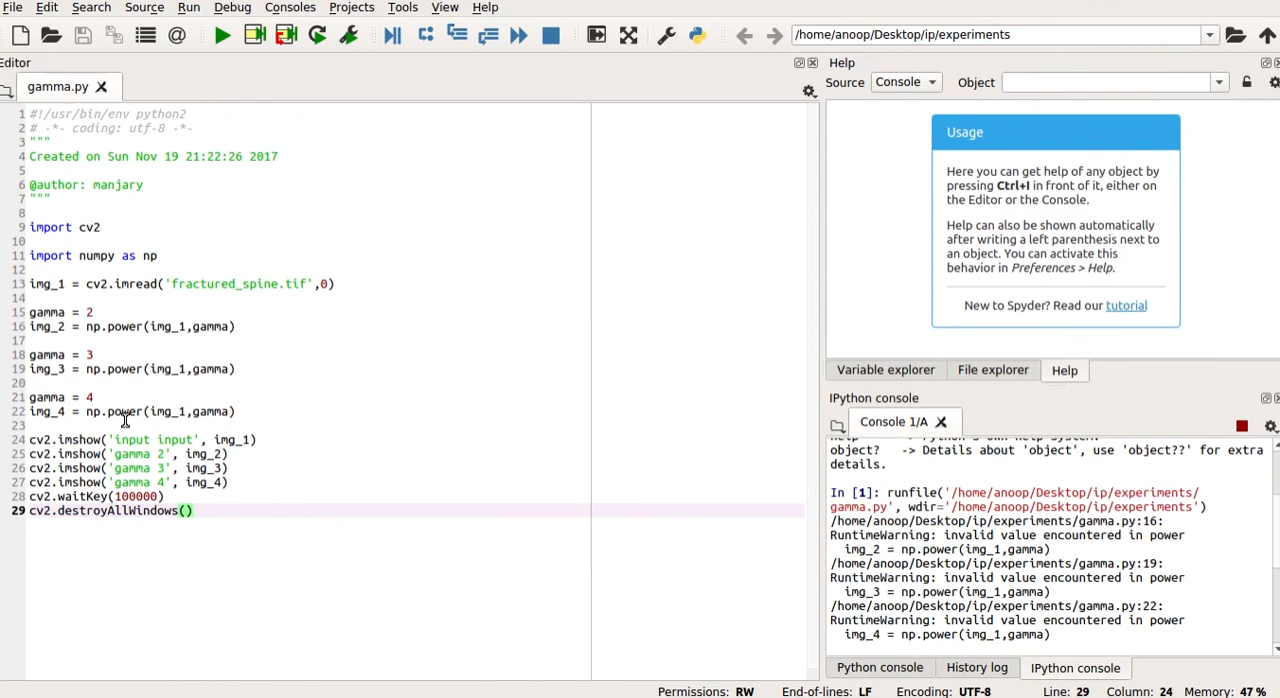 File Edit Search Source Run Debug Consoles Projects Tools View Help
/home/anoop/Desktop/ip/experiments
Editor
gamma.py
1 #!/usr/bin/env python2
2 # -*- coding: utf-8 -*-
3 """
4 Created on Sun Nov 19 21:22:26 2017
5
6 @author: manjary
7 """
8
9 import cv2
10
11 import numpy as np
12
13 img_1 = cv2.imread('fractured_spine.tif',0)
14
15 gamma = 2
16 img_2 = np.power(img_1,gamma)
17
18 gamma = 3
19 img_3 = np.power(img_1,gamma)
20
21 gamma = 4
22 img_4 = np.power(img_1,gamma)
23
24 cv2.imshow('input input', img_1)
25 cv2.imshow('gamma 2', img_2)
26 cv2.imshow('gamma 3', img_3)
27 cv2.imshow('gamma 4', img_4)
28 cv2.waitKey(100000)
29 cv2.destroyAllWindows()
Help
Source Console Object
Usage
Here you can get help of any object by
pressing Ctrl+I in front of it, either on
the Editor or the Console.
Help can also be shown automatically
after writing a left parenthesis next to
an object. You can activate this
behavior in Preferences > Help.
New to Spyder? Read our tutorial
Variable explorer File explorer Help
IPython console
Console 1/A
help -> Python's own help system.
object? -> Details about 'object', use 'object??' for extra
details.
In [1]: runfile('/home/anoop/Desktop/ip/experiments/
gamma.py', wdir='/home/anoop/Desktop/ip/experiments')
/home/anoop/Desktop/ip/experiments/gamma.py:16:
RuntimeWarning: invalid value encountered in power
img_2 = np.power(img_1,gamma)
/home/anoop/Desktop/ip/experiments/gamma.py:19:
RuntimeWarning: invalid value encountered in power
img_3 = np.power(img_1,gamma)
/home/anoop/Desktop/ip/experiments/gamma.py:22:
RuntimeWarning: invalid value encountered in power
img_4 = np.power(img_1,gamma)
Python console History log IPython console
Permissions: RW End-of-lines: LF Encoding: UTF-8 Line: 29 Column: 24 Memory: 47 %